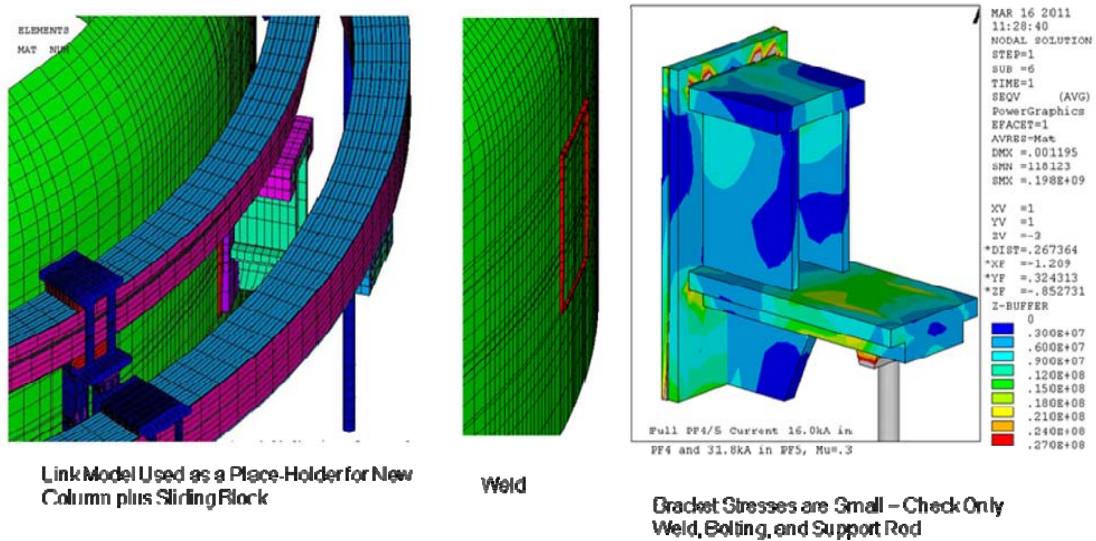 ELEMENTS
MAT NUM
Link Model Used as a Place-Holder for New
Column plus Sliding Block
Weld
Full PF4/5 Current 16.0kA in
PF4 and 31.8kA in PF5, Mu=.3
Bracket Stresses are Small – Check Only
Weld, Bolting, and Support Rod
MAR 16 2011
11:28:40
NODAL SOLUTION
STEP=1
SUB =6
TIME=1
SEQV (AVG)
PowerGraphics
EFACET=1
AVRES=Mat
DMX =.001195
SMN =118123
SMX =.198E+09
XV =1
YV =1
ZV =-3
*DIST=.267364
*XF =-1.209
*YF =.324313
*ZF =-.852731
Z-BUFFER
0
.300E+07
.600E+07
.900E+07
.120E+08
.150E+08
.180E+08
.210E+08
.240E+08
.270E+08